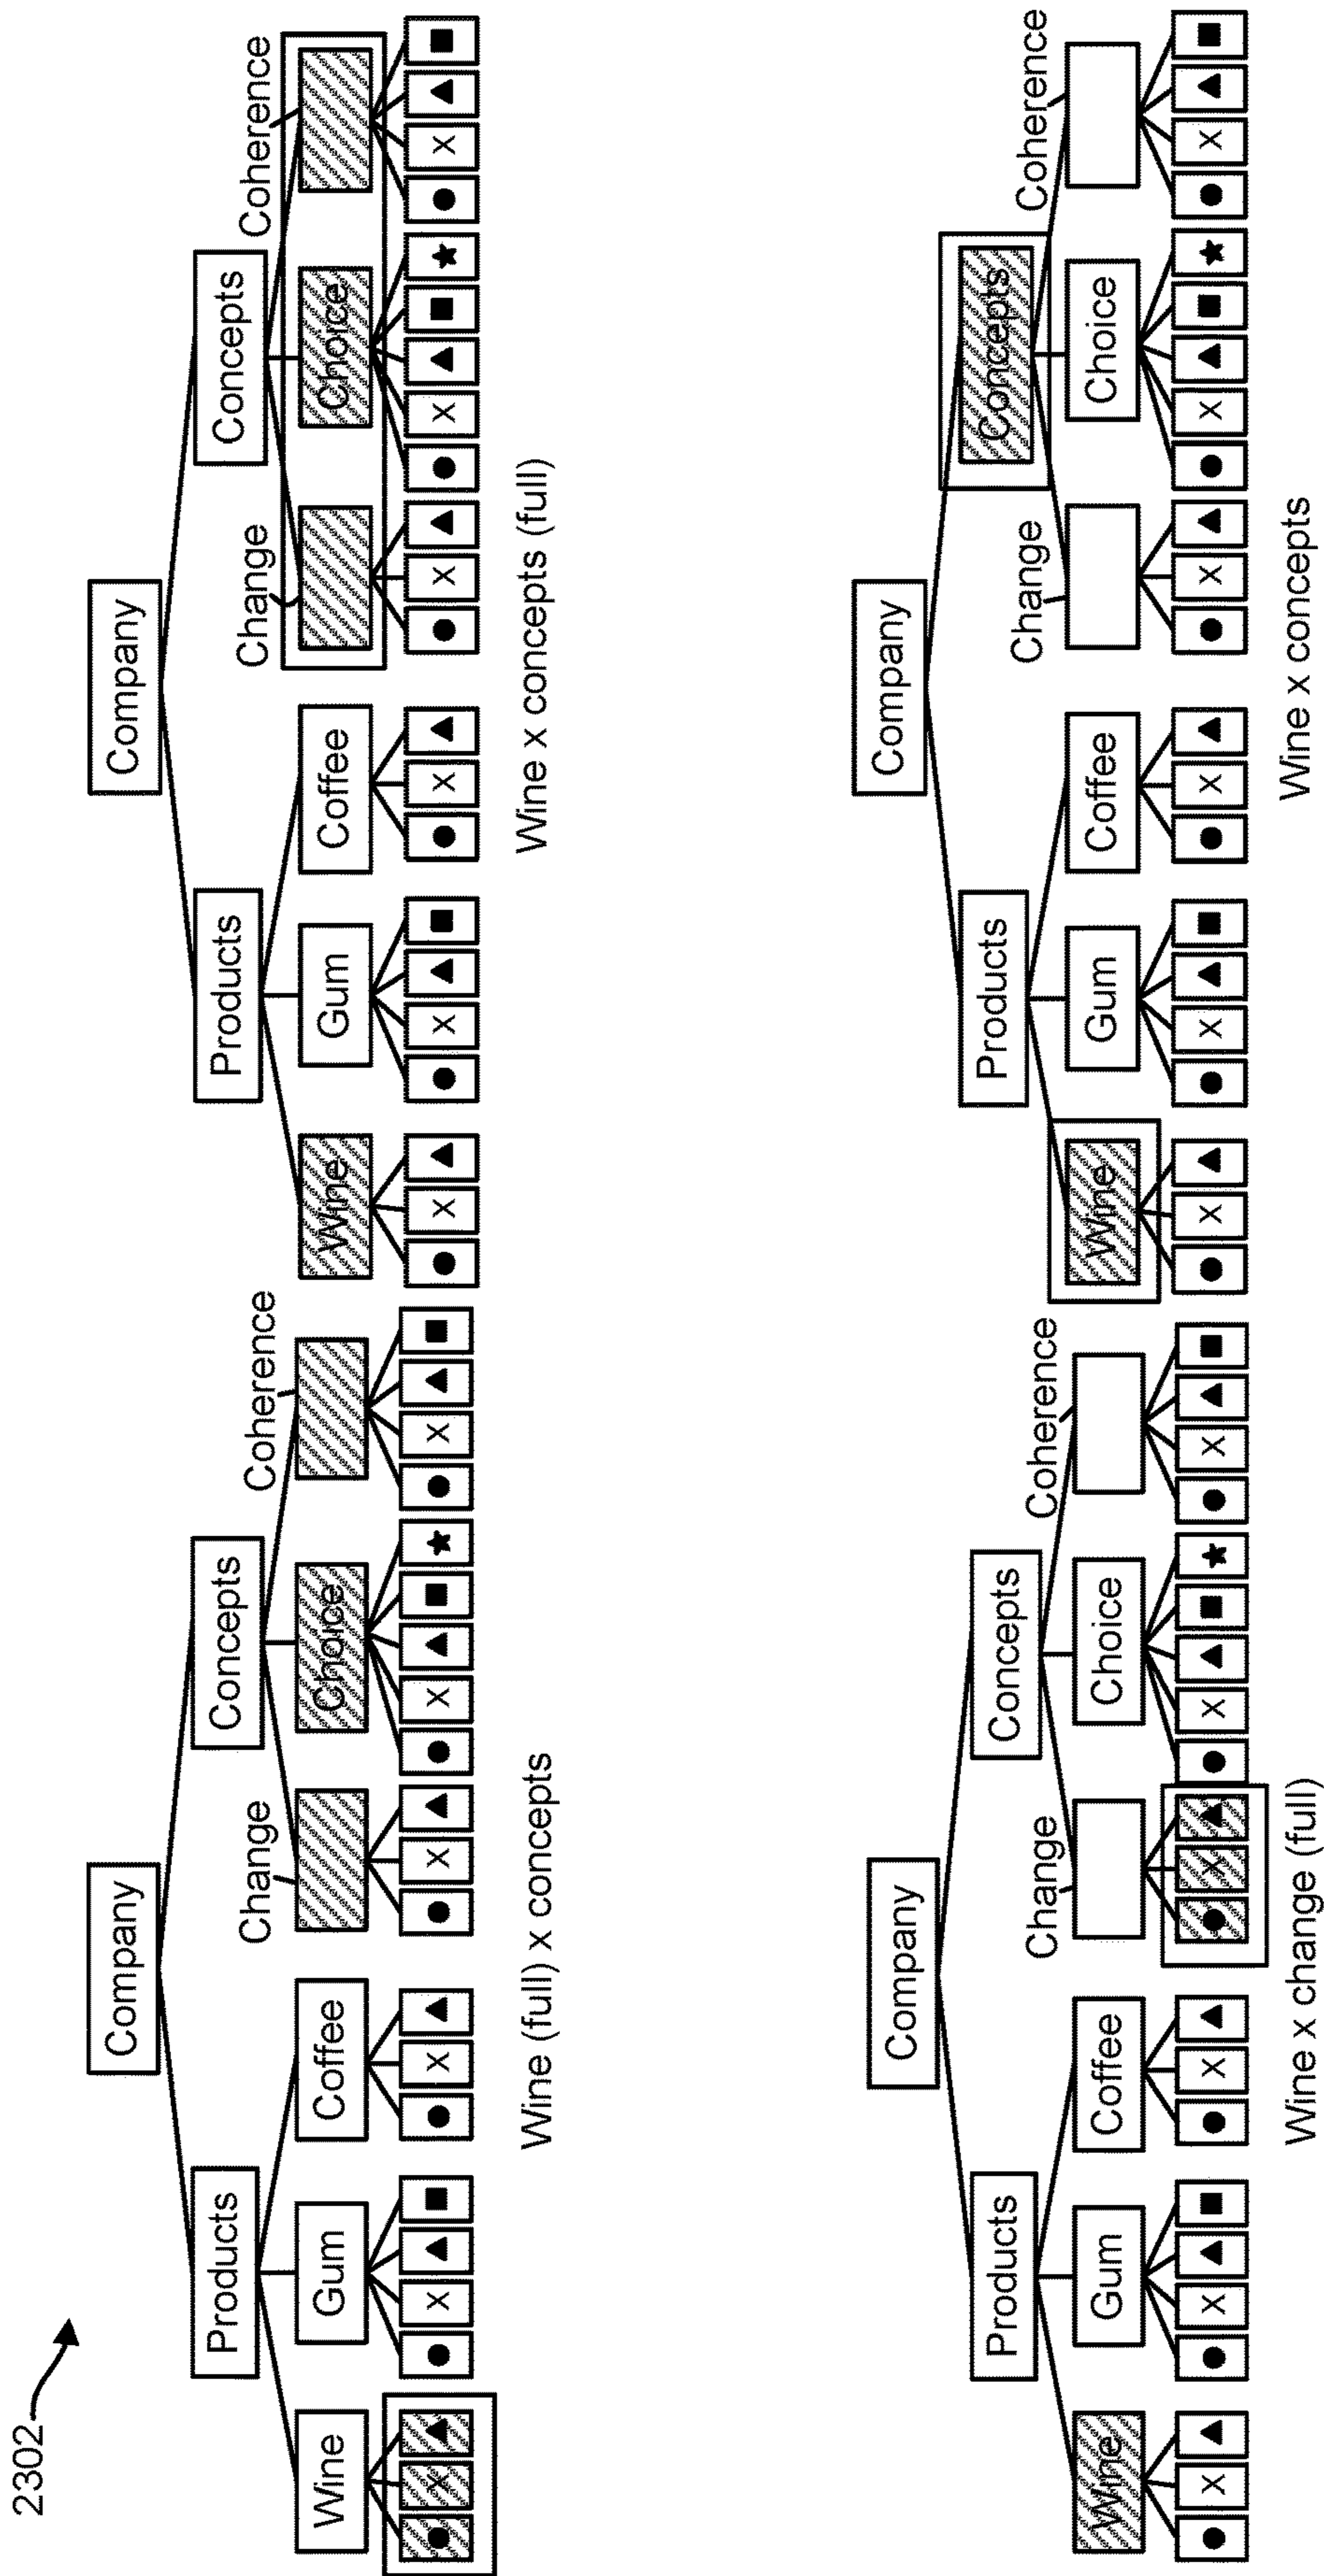 2302
Company
Products
Concepts
Wine
Gum
Coffee
Change
Choice
Coherence
X
X
X
X
X
X
Wine (full) x concepts
Company
Products
Concepts
Wine
Gum
Coffee
Change
Choice
Coherence
X
X
X
X
X
X
Wine x concepts (full)
Company
Products
Concepts
Wine
Gum
Coffee
Change
Choice
Coherence
X
X
X
X
X
X
Wine x change (full)
Company
Products
Concepts
Wine
Gum
Coffee
Change
Choice
Coherence
X
X
X
X
X
X
Wine x concepts